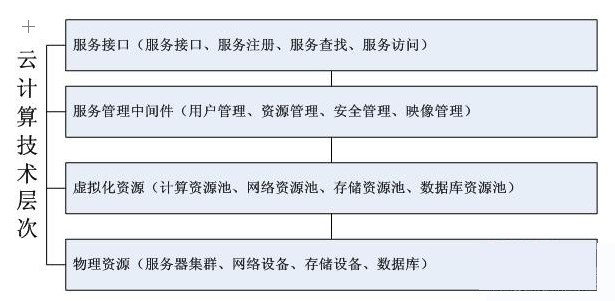 +
云计算技术层次
服务接口（服务接口、服务注册、服务查找、服务访问）
服务管理中间件（用户管理、资源管理、安全管理、映像管理）
虚拟化资源（计算资源池、网络资源池、存储资源池、数据库资源池）
物理资源（服务器集群、网络设备、存储设备、数据库）